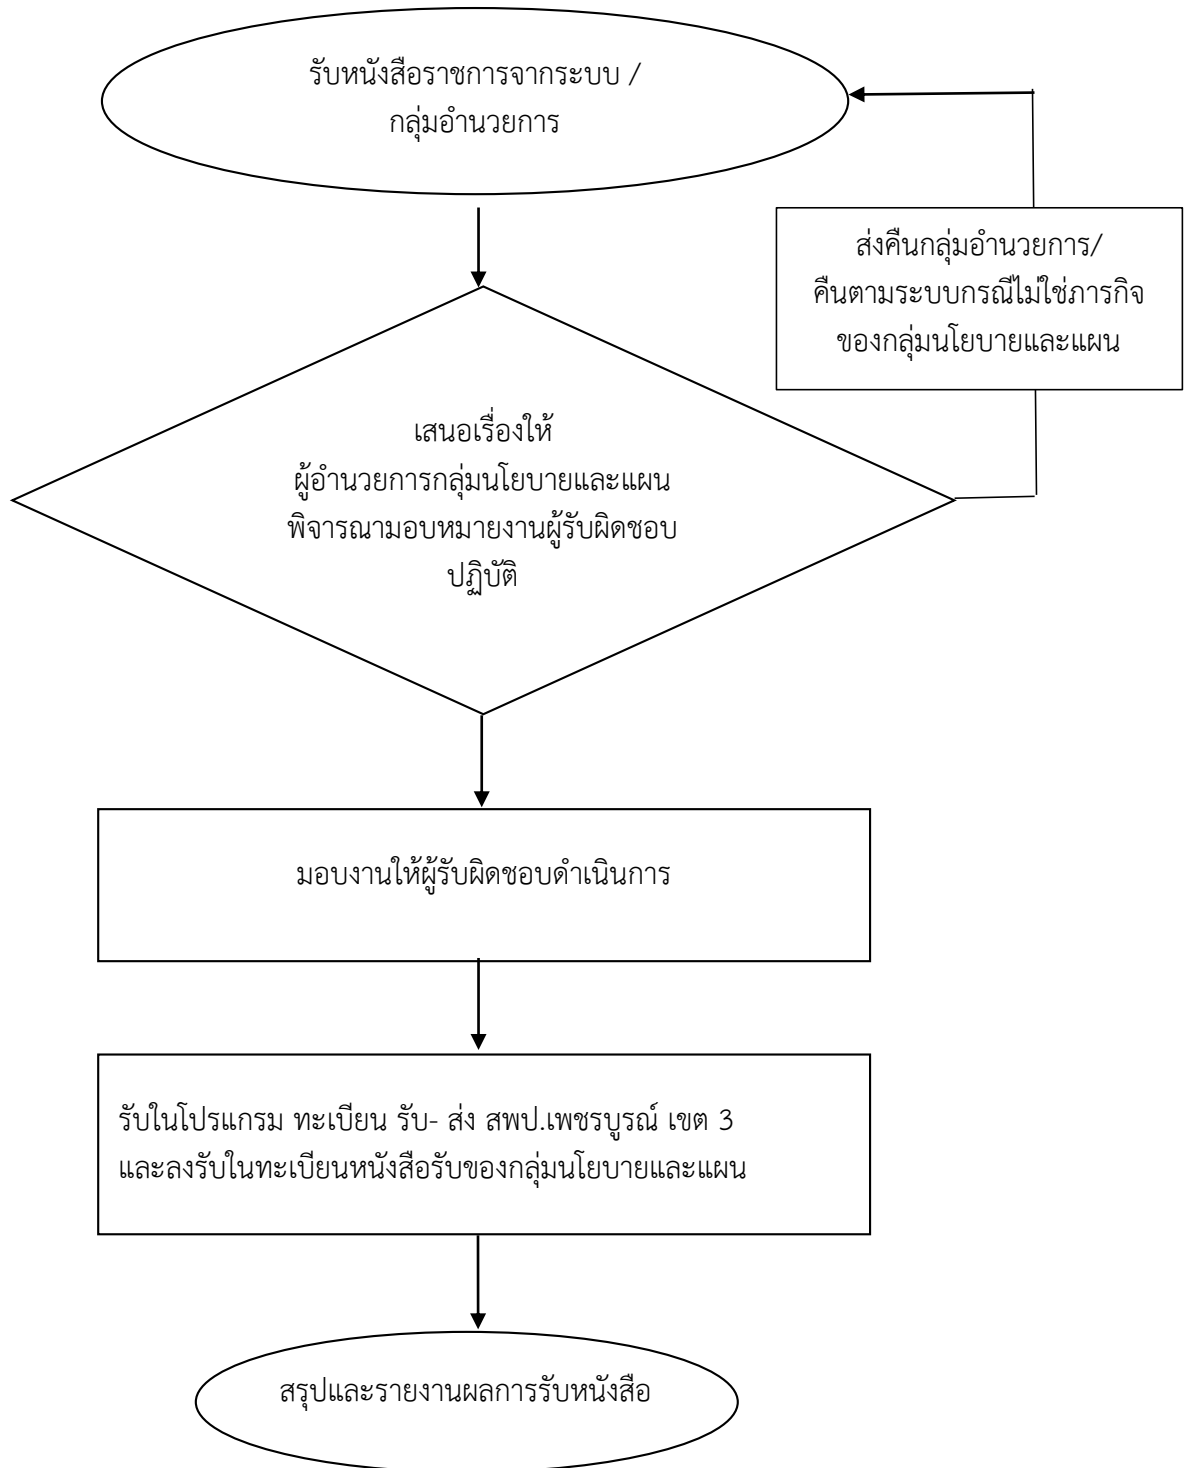 รับหนังสือราชการจากระบบ /
กลุ่มอำนวยการ
ส่งคืนกลุ่มอำนวยการ/
คืนตามระบบกรณีไม่ใช่ภารกิจ
ของกลุ่มนโยบายและแผน
เสนอเรื่องให้
ผู้อำนวยการกลุ่มนโยบายและแผน
พิจารณามอบหมายงานผู้รับผิดชอบ
ปฏิบัติ
มอบงานให้ผู้รับผิดชอบดำเนินการ
รับในโปรแกรม ทะเบียน รับ- ส่ง สพป.เพชรบูรณ์ เขต 3
และลงรับในทะเบียนหนังสือรับของกลุ่มนโยบายและแผน
สรุปและรายงานผลการรับหนังสือ